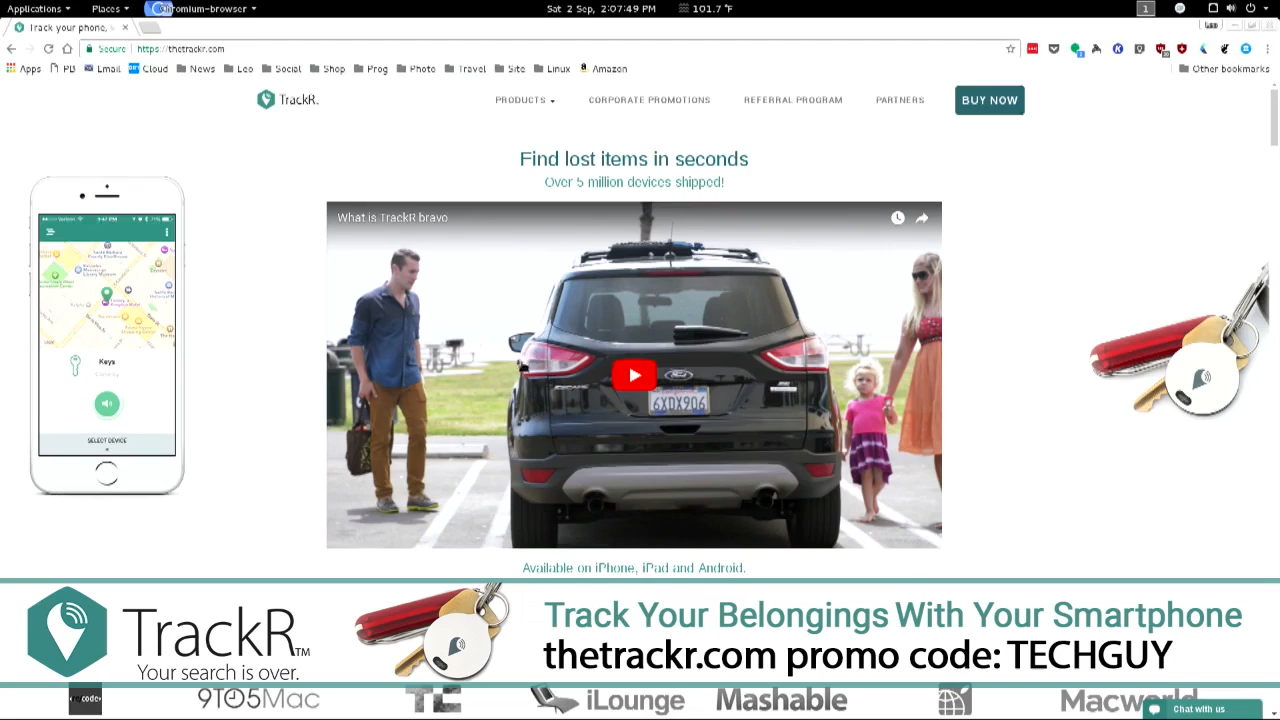 Applications Places Chromium-browser Sat 2 Sep, 2:07:49 PM 101.7 °F 1
Track your phone,
Secure https://thetrackr.com
Apps PB Email Cloud News Leo Social Shop Prog Photo Travel Site Linux Amazon Other bookmarks
TrackR. PRODUCTS CORPORATE PROMOTIONS REFERRAL PROGRAM PARTNERS BUY NOW
Find lost items in seconds
Over 5 million devices shipped!
What is TrackR bravo
Keys
SELECT DEVICE
6XDX906
Available on iPhone, iPad and Android.
TrackR™
Your search is over.
Track Your Belongings With Your Smartphone
thetrackr.com promo code: TECHGUY
9TO5Mac TC iLounge Mashable Macworld
Chat with us